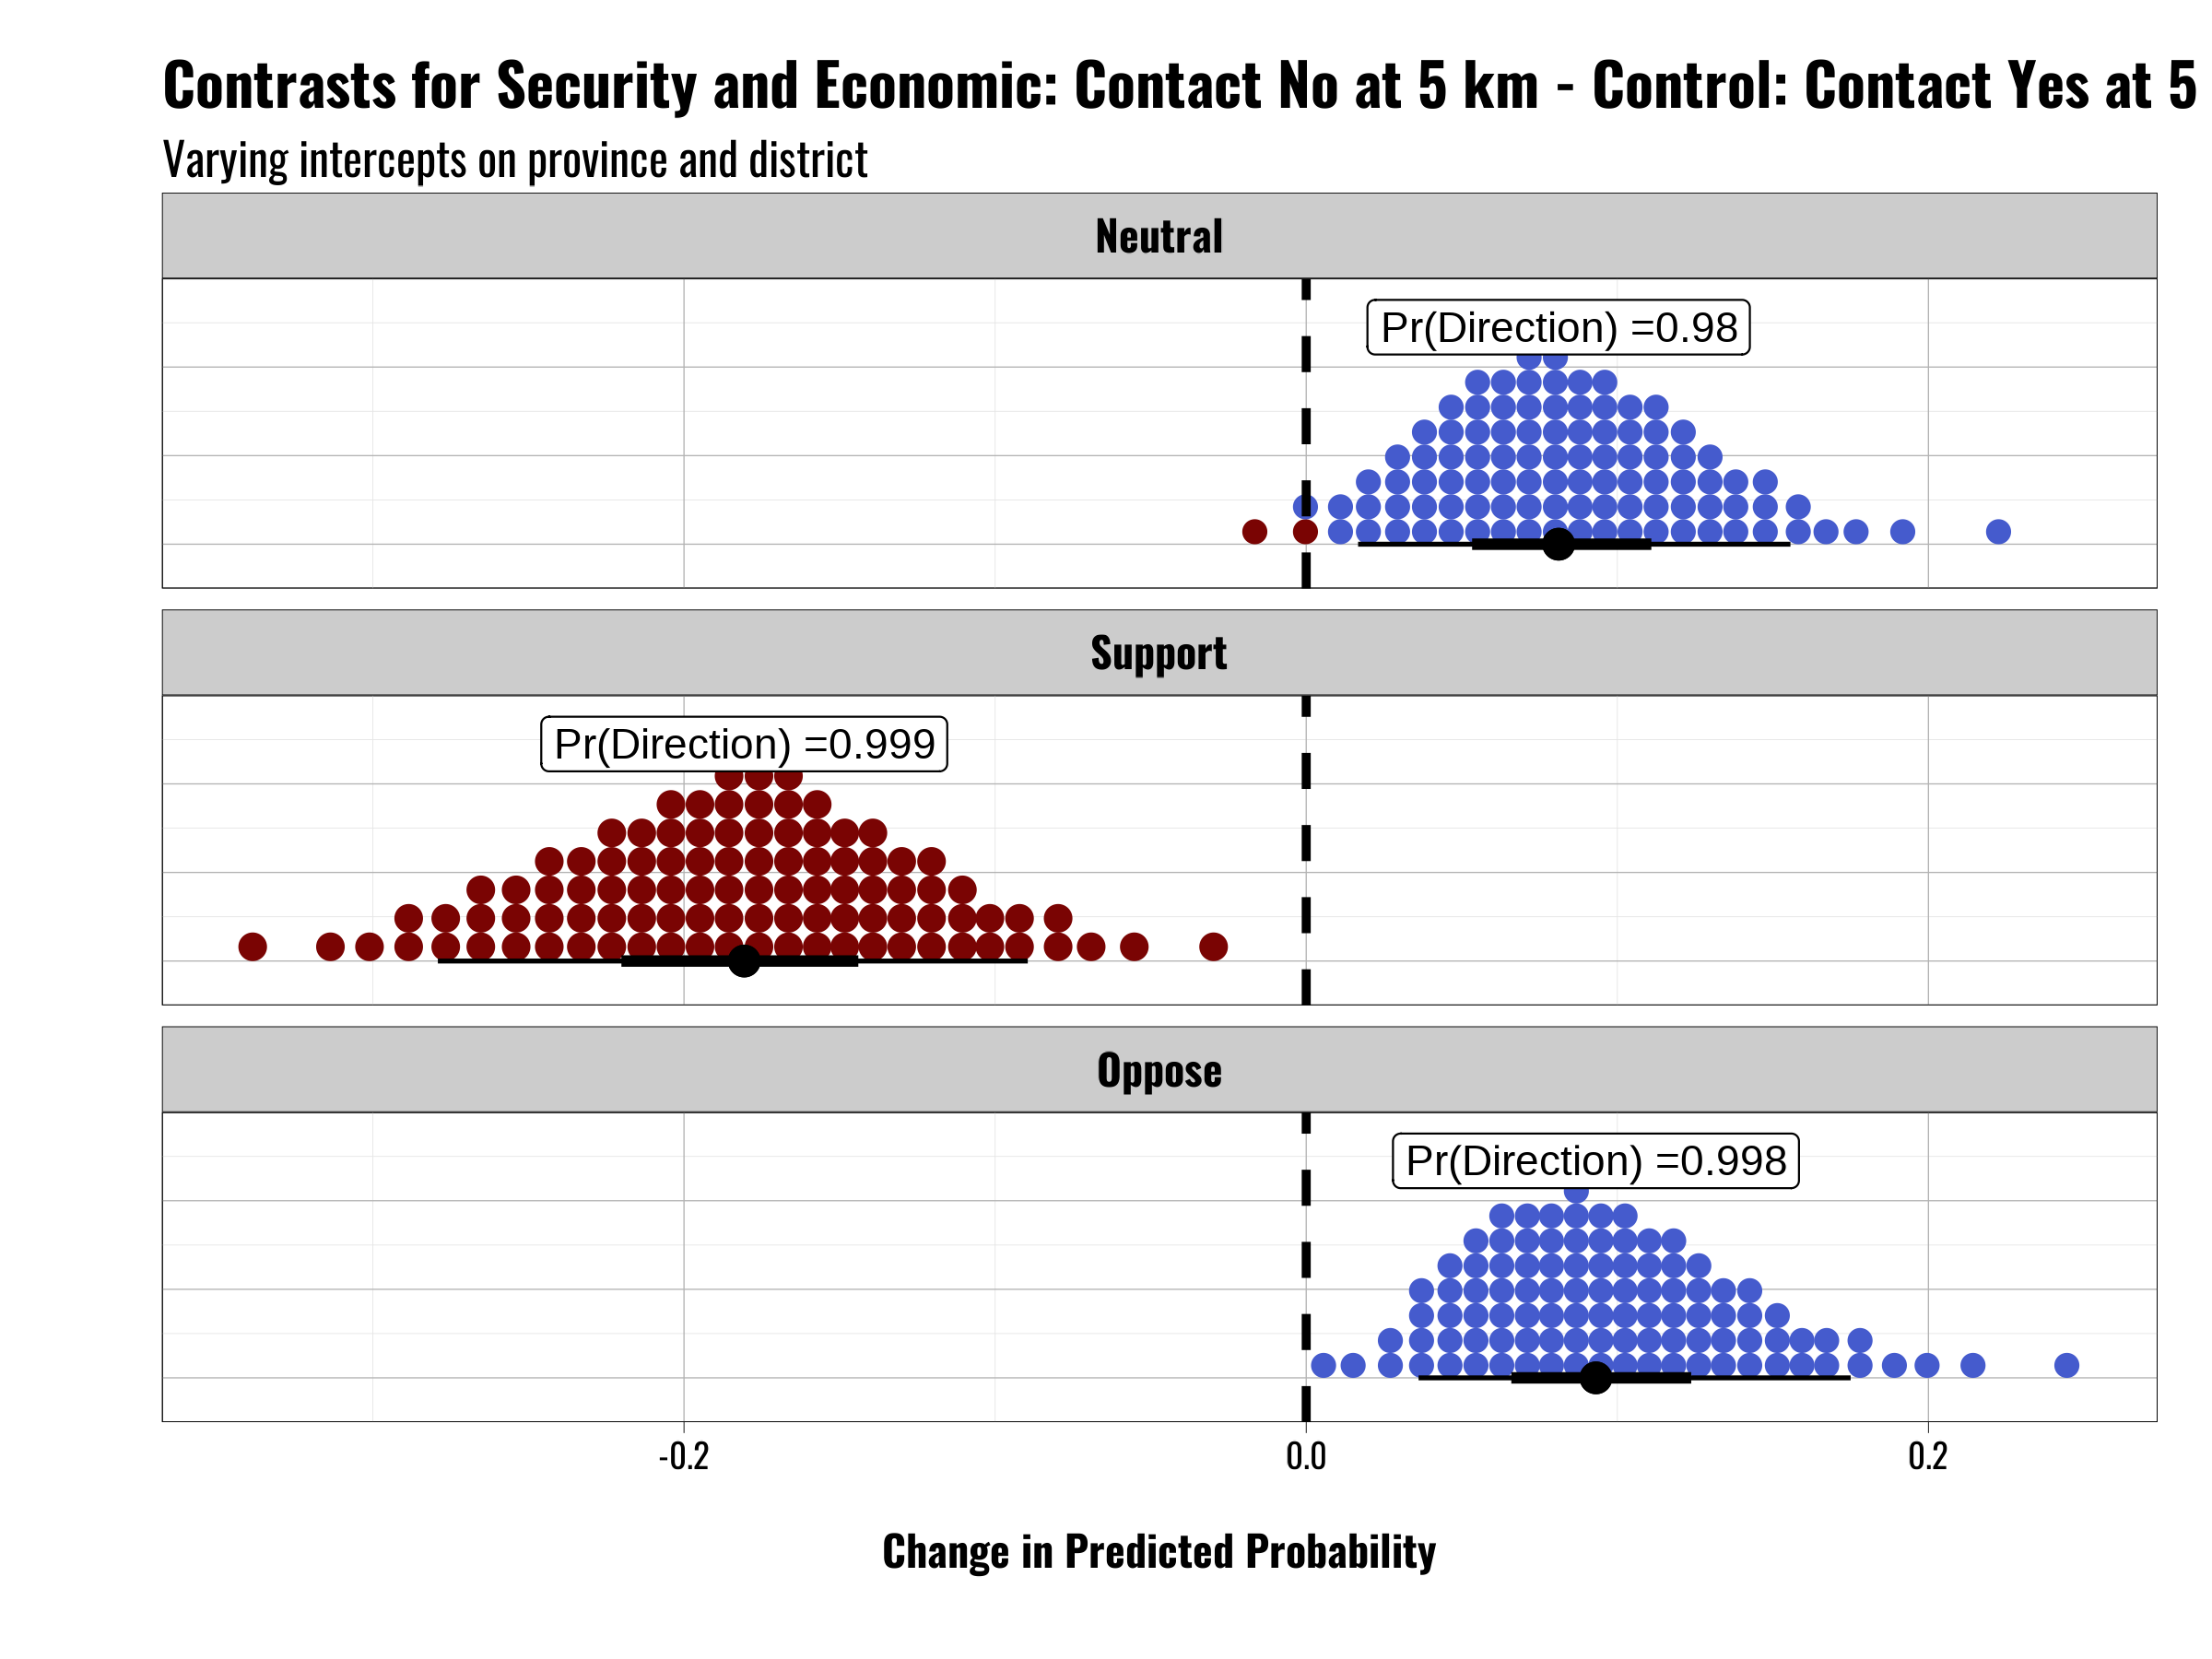 Contrasts for Security and Economic: Contact No at 5 km - Control: Contact Yes at 5
Varying intercepts on province and district
Neutral
Pr(Direction) =0.98
Support
Pr(Direction) =0.999
Oppose
Pr(Direction) =0.998
-0.2 0.0 0.2
Change in Predicted Probability